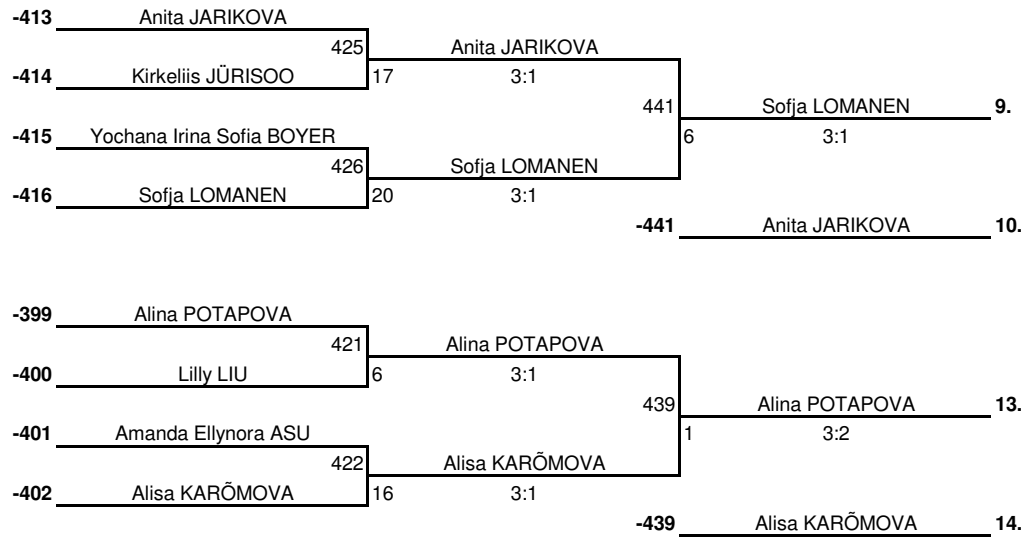 -413 Anita JARIKOVA
425 Anita JARIKOVA
-414 Kirkeliis JÜRISOO 17 3:1
441 Sofja LOMANEN 9.
-415 Yochana Irina Sofia BOYER 6 3:1
426 Sofja LOMANEN
-416 Sofja LOMANEN 20 3:1
-441 Anita JARIKOVA 10.
-399 Alina POTAPOVA
421 Alina POTAPOVA
-400 Lilly LIU 6 3:1
439 Alina POTAPOVA 13.
-401 Amanda Ellynora ASU 1 3:2
422 Alisa KARÕMOVA
-402 Alisa KARÕMOVA 16 3:1
-439 Alisa KARÕMOVA 14.